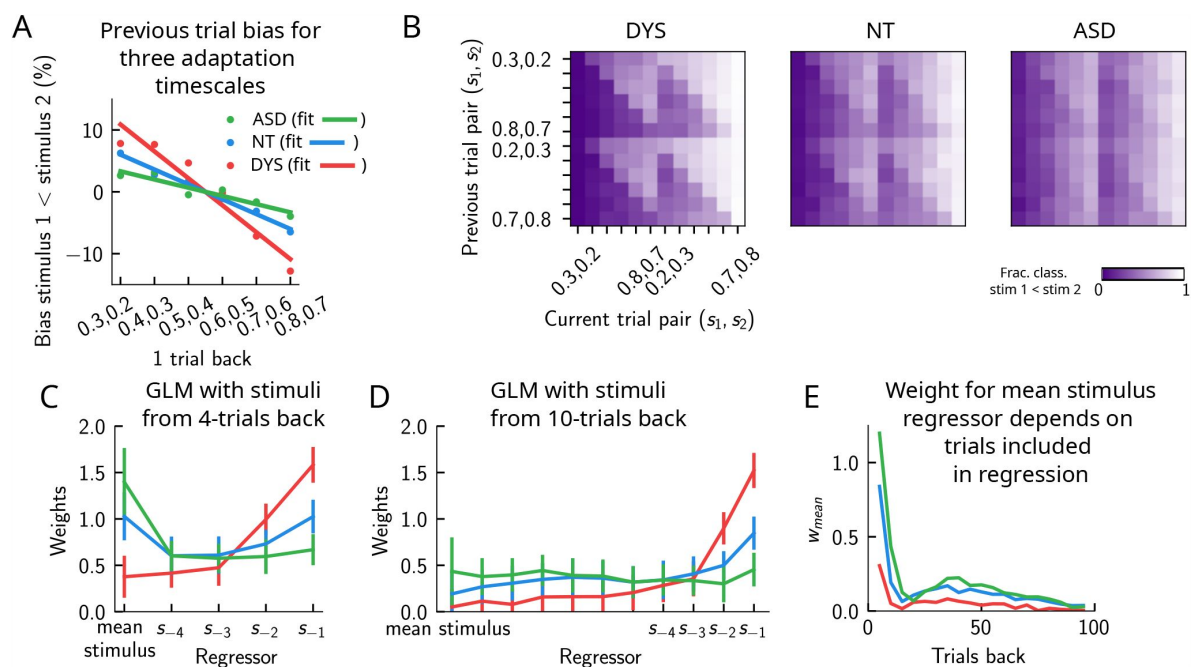 A
Previous trial bias for
three adaptation
timescales
Bias stimulus 1 < stimulus 2 (%)
10
0
−10
ASD (fit )
NT (fit )
DYS (fit )
0.3,0.2
0.4,0.3
0.5,0.4
0.6,0.5
0.7,0.6
0.8,0.7
1 trial back
B
DYS
NT
ASD
Previous trial pair (s₁, s₂)
0.3,0.2
0.8,0.7
0.2,0.3
0.7,0.8
0.3,0.2
0.8,0.7
0.2,0.3
0.7,0.8
Current trial pair (s₁, s₂)
Frac. class.
stim 1 < stim 2
0
1
C
GLM with stimuli
from 4-trials back
Weights
2.0
1.5
1.0
0.5
0.0
mean
stimulus
s₋₄
s₋₃
s₋₂
s₋₁
Regressor
D
GLM with stimuli
from 10-trials back
Weights
2.0
1.5
1.0
0.5
0.0
mean stimulus
s₋₄
s₋₃
s₋₂
s₋₁
Regressor
E
Weight for mean stimulus
regressor depends on
trials included
in regression
w_mean
1.0
0.5
0.0
0
50
100
Trials back